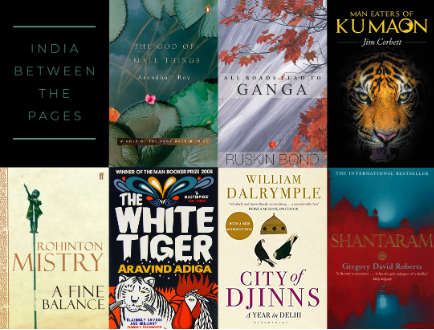 INDIA
BETWEEN
THE
PAGES
THE GOD OF
SMALL THINGS
Arundhati Roy
ALL ROADS LEAD TO
GANGA
RUSKIN BOND
MAN EATERS OF
KUMAON
Jim Corbett
ROHINTON
MISTRY
A FINE
BALANCE
WINNER OF THE MAN BOOKER PRIZE 2008
THE
WHITE
TIGER
ARAVIND ADIGA
WILLIAM
DALRYMPLE
CITY of
DJINNS
A YEAR in DELHI
THE INTERNATIONAL BESTSELLER
SHANTARAM
Gregory David Roberts